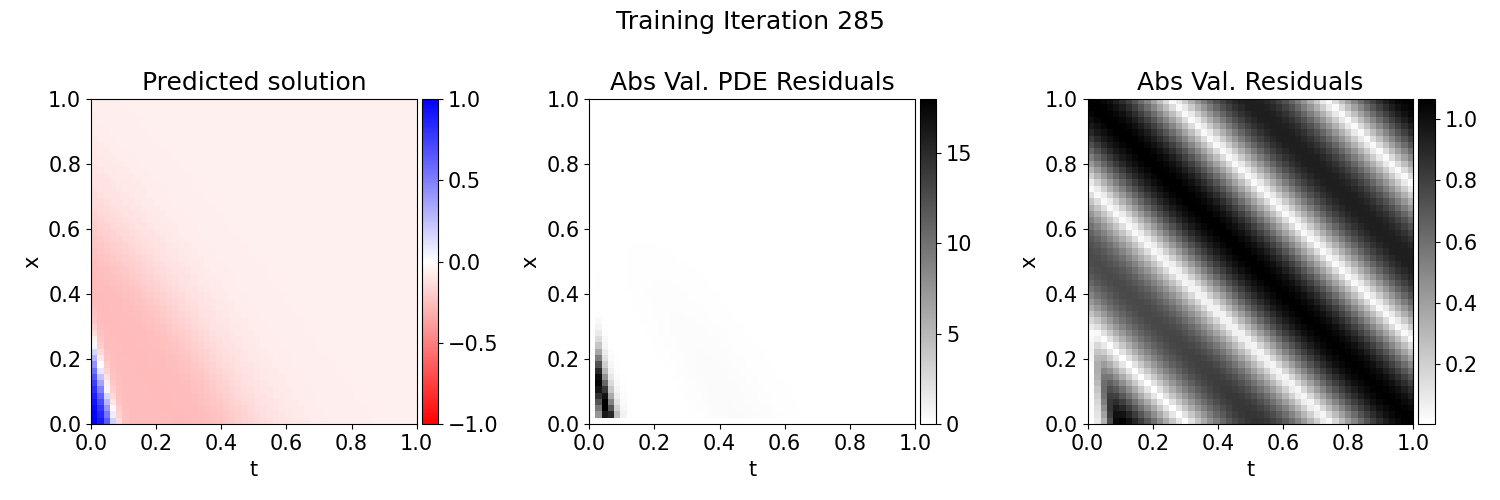 Training Iteration 285
Predicted solution
Abs Val. PDE Residuals
Abs Val. Residuals
1.0
0.8
0.6
0.4
0.2
0.0
x
0.0 0.2 0.4 0.6 0.8 1.0
t
1.0
0.5
0.0
−0.5
−1.0
1.0
0.8
0.6
0.4
0.2
0.0
x
0.0 0.2 0.4 0.6 0.8 1.0
t
15
10
5
0
1.0
0.8
0.6
0.4
0.2
0.0
x
0.0 0.2 0.4 0.6 0.8 1.0
t
1.0
0.8
0.6
0.4
0.2